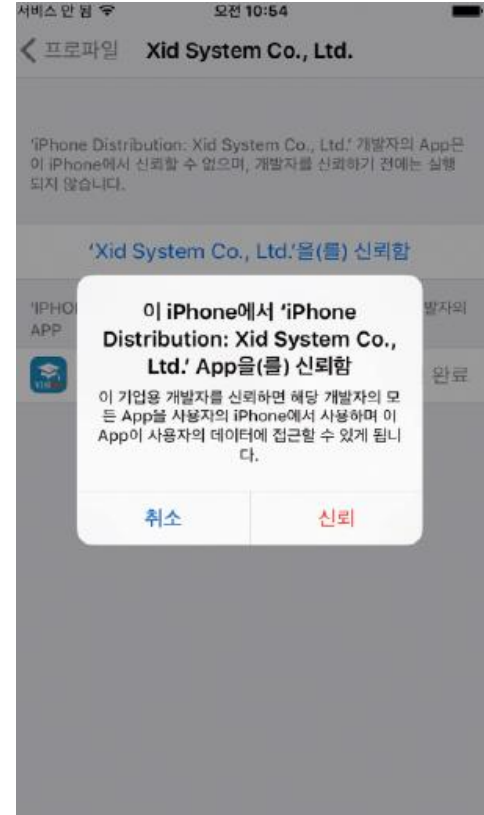 서비스 안 됨
오전 10:54
프로파일
Xid System Co., Ltd.
'iPhone Distribution: Xid System Co., Ltd.' 개발자의 App은
이 iPhone에서 신뢰할 수 없으며, 개발자를 신뢰하기 전에는 실행
되지 않습니다.
'Xid System Co., Ltd.'을(를) 신뢰함
'IPHO
발자의
APP
완료
이 iPhone에서 'iPhone
Distribution: Xid System Co.,
Ltd.' App을(를) 신뢰함
이 기업용 개발자를 신뢰하면 해당 개발자의 모
든 App을 사용자의 iPhone에서 사용하며 이
App이 사용자의 데이터에 접근할 수 있게 됩니
다.
취소
신뢰